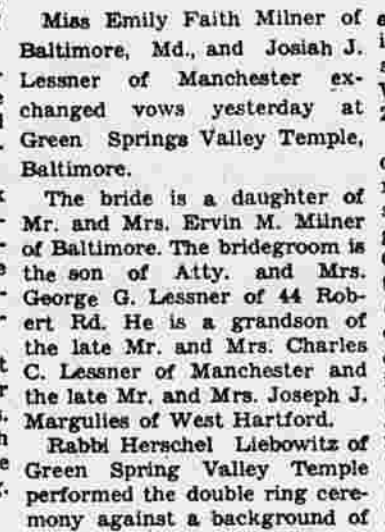 Miss Emily Faith Milner of
Baltimore, Md., and Josiah J.
Lessner of Manchester ex-
changed vows yesterday at
Green Springs Valley Temple,
Baltimore.
The bride is a daughter of
Mr. and Mrs. Ervin M. Milner
of Baltimore. The bridegroom is
the son of Atty. and Mrs.
George G. Lessner of 44 Rob-
ert Rd. He is a grandson of
the late Mr. and Mrs. Charles
C. Lessner of Manchester and
the late Mr. and Mrs. Joseph J.
Margulies of West Hartford.
Rabbi Herschel Liebowitz of
Green Spring Valley Temple
performed the double ring cere-
mony against a background of